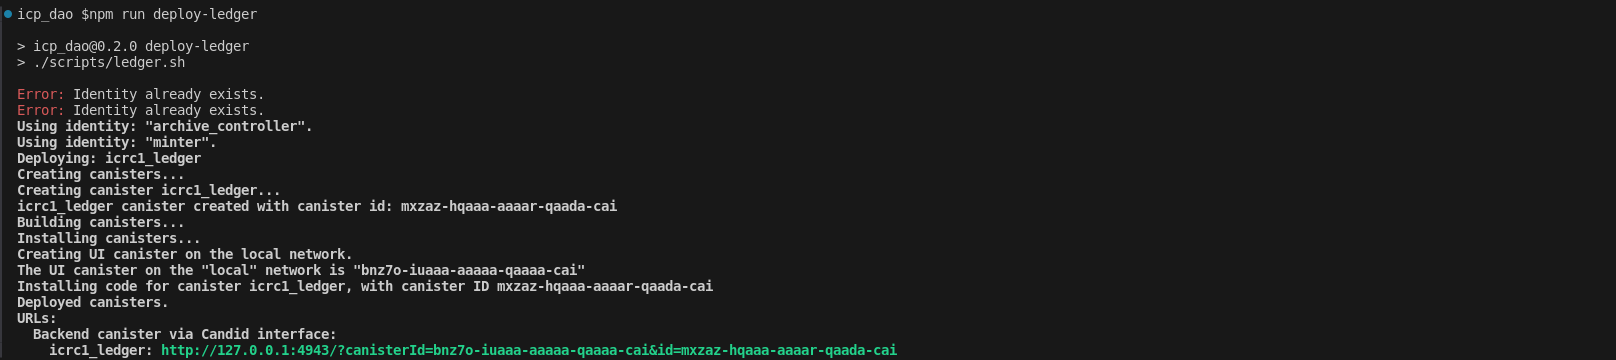 icp_dao $npm run deploy-ledger
> icp_dao@0.2.0 deploy-ledger
> ./scripts/ledger.sh
Error: Identity already exists.
Error: Identity already exists.
Using identity: "archive_controller".
Using identity: "minter".
Deploying: icrc1_ledger
Creating canisters...
Creating canister icrc1_ledger...
icrc1_ledger canister created with canister id: mxzaz-hqaaa-aaaar-qaada-cai
Building canisters...
Installing canisters...
Creating UI canister on the local network.
The UI canister on the "local" network is "bnz7o-iuaaa-aaaaa-qaaaa-cai"
Installing code for canister icrc1_ledger, with canister ID mxzaz-hqaaa-aaaar-qaada-cai
Deployed canisters.
URLs:
  Backend canister via Candid interface:
    icrc1_ledger: http://127.0.0.1:4943/?canisterId=bnz7o-iuaaa-aaaaa-qaaaa-cai&id=mxzaz-hqaaa-aaaar-qaada-cai